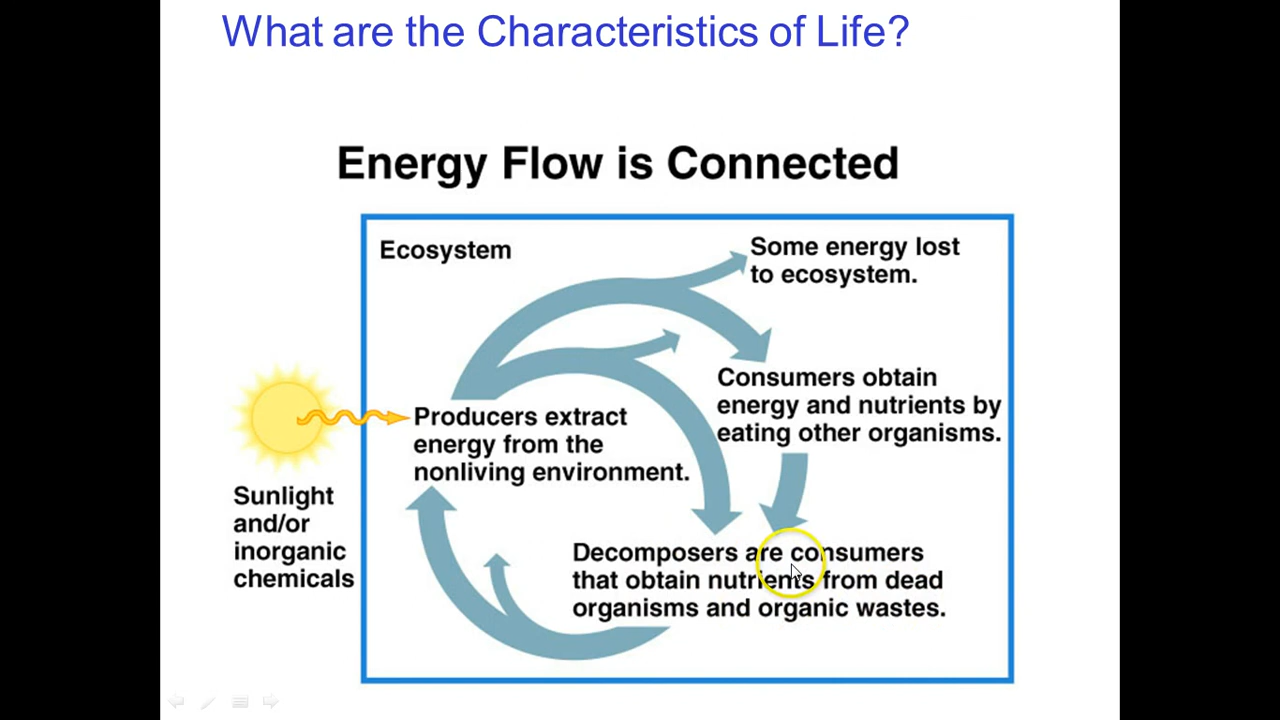 What are the Characteristics of Life?
Energy Flow is Connected
Ecosystem
Some energy lost
to ecosystem.
Consumers obtain
energy and nutrients by
eating other organisms.
Producers extract
energy from the
nonliving environment.
Sunlight
and/or
inorganic
chemicals
Decomposers are consumers
that obtain nutrients from dead
organisms and organic wastes.